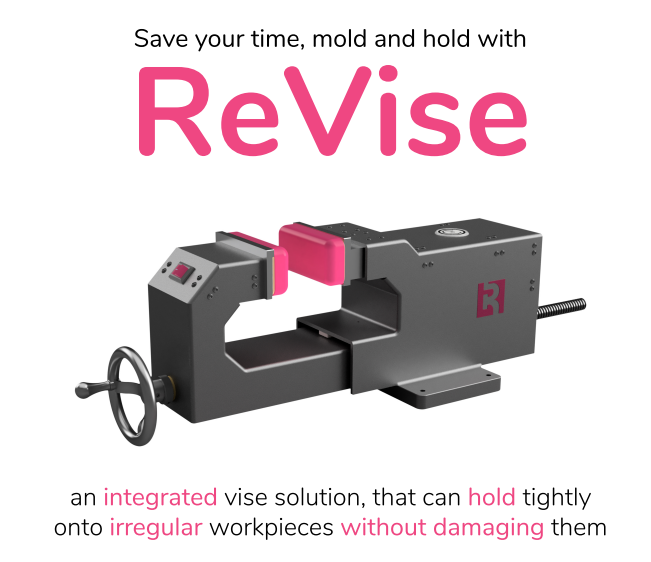 Save your time, mold and hold with
ReVise
an integrated vise solution, that can hold tightly
onto irregular workpieces without damaging them